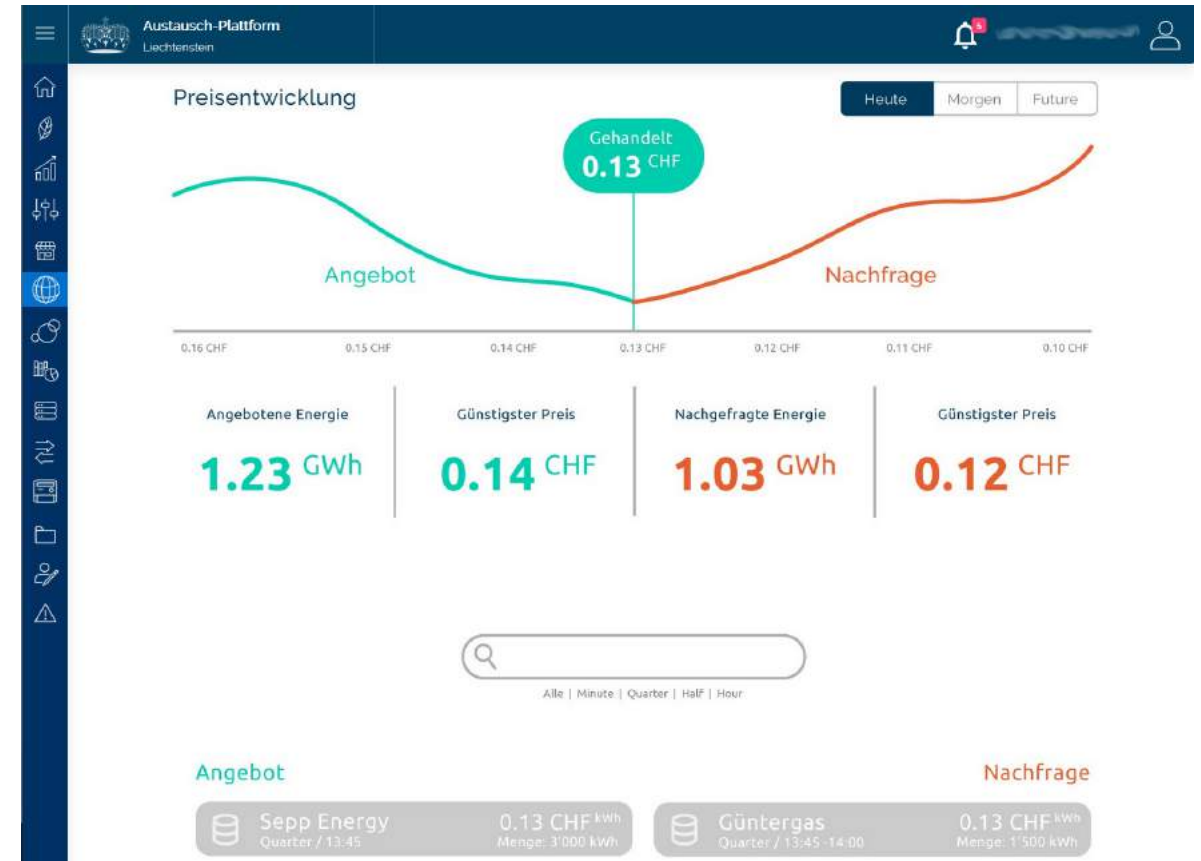 Austausch-Plattform
Liechtenstein
5
Preisentwicklung
Heute Morgen Future
Gehandelt
0.13 CHF
Angebot
Nachfrage
0.16 CHF 0.15 CHF 0.14 CHF 0.13 CHF 0.12 CHF 0.11 CHF 0.10 CHF
Angebotene Energie Günstigster Preis Nachgefragte Energie Günstigster Preis
1.23 GWh 0.14 CHF 1.03 GWh 0.12 CHF
Alle | Minute | Quarter | Half | Hour
Angebot Nachfrage
Sepp Energy 0.13 CHF kWh Güntergas 0.13 CHF kWh
Quarter / 13:45 Menge: 3'000 kWh Quarter / 13:45-14:00 Menge: 1'500 kWh